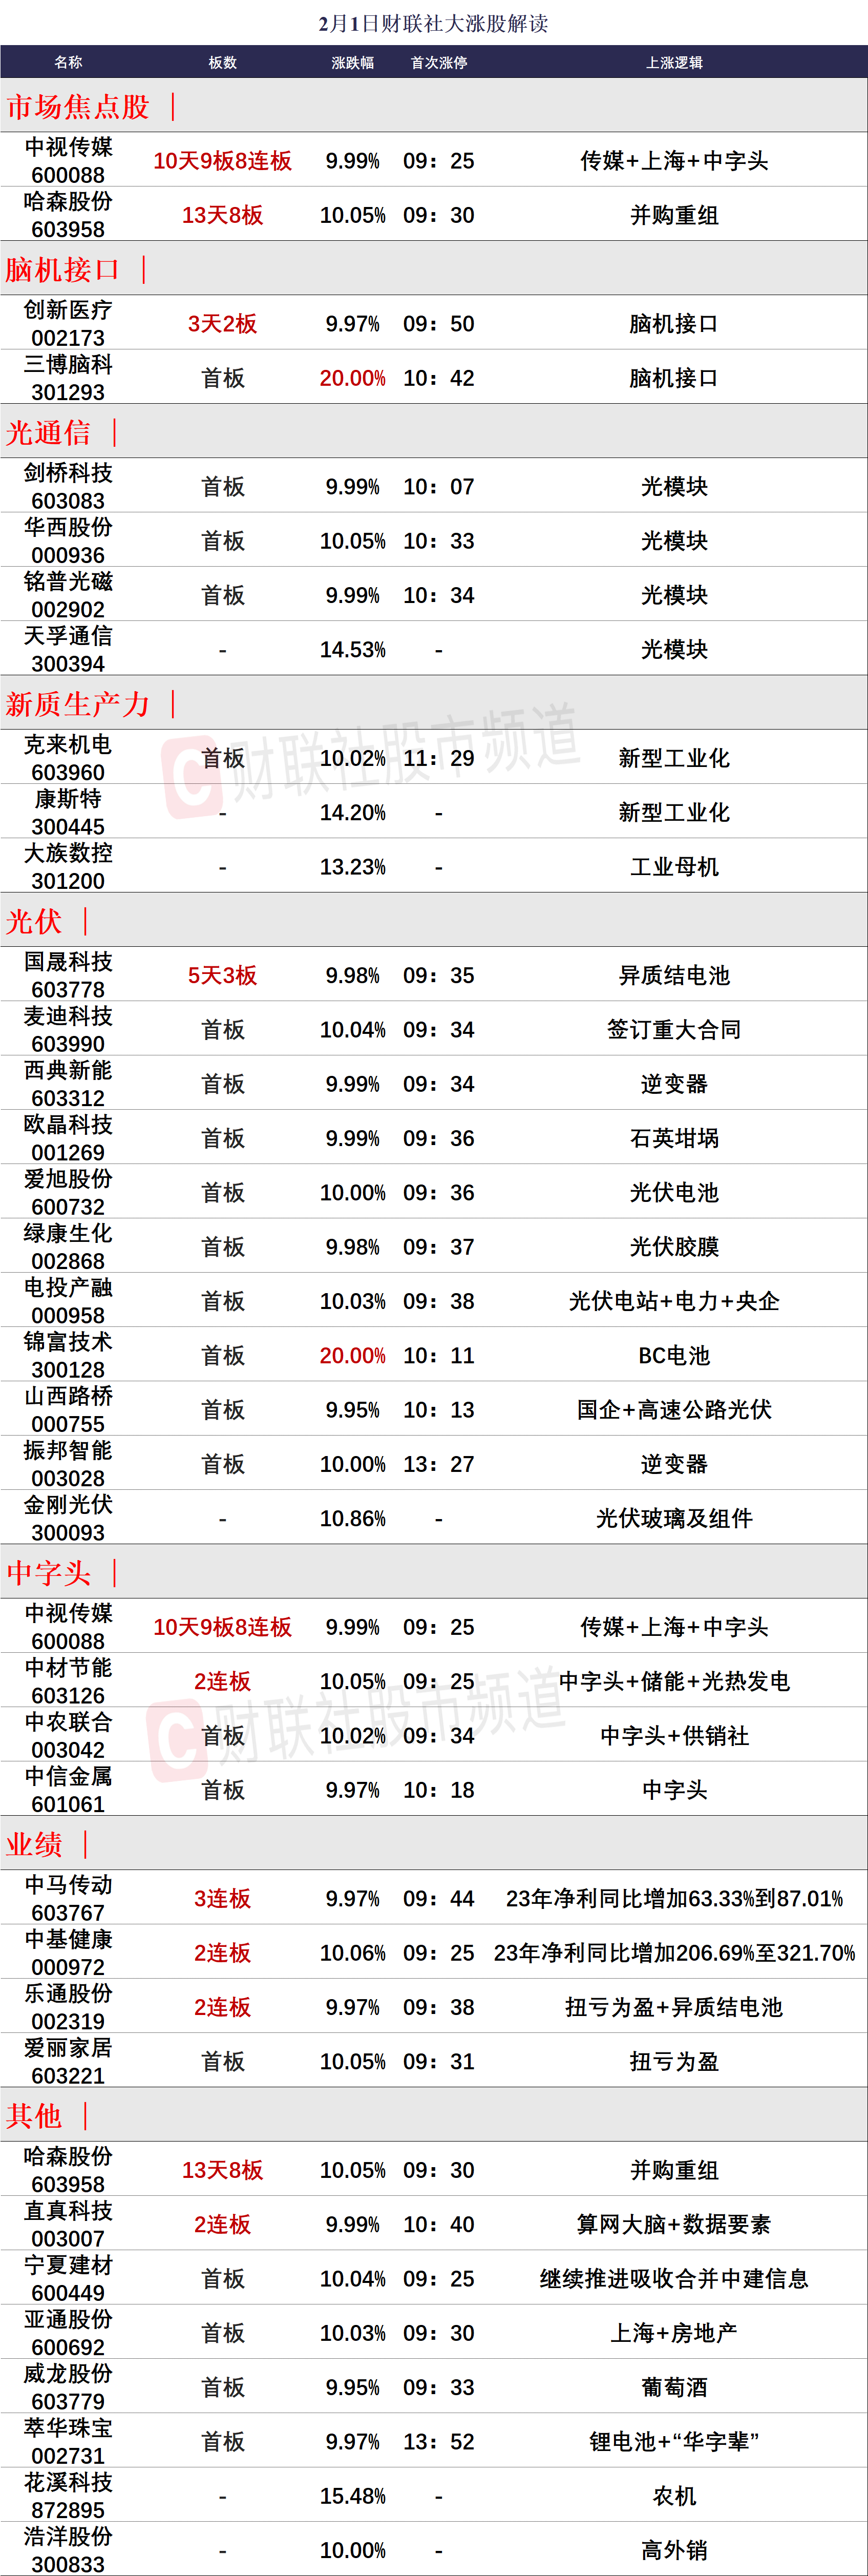 2月1日财联社大涨股解读
名称 板数 涨跌幅 首次涨停 上涨逻辑
市场焦点股 |
中视传媒
600088 10天9板8连板 9.99% 09：25 传媒+上海+中字头
哈森股份
603958 13天8板 10.05% 09：30 并购重组
脑机接口 |
创新医疗
002173 3天2板 9.97% 09：50 脑机接口
三博脑科
301293 首板 20.00% 10：42 脑机接口
光通信 |
剑桥科技
603083 首板 9.99% 10：07 光模块
华西股份
000936 首板 10.05% 10：33 光模块
铭普光磁
002902 首板 9.99% 10：34 光模块
天孚通信
300394 - 14.53% - 光模块
新质生产力 |
克来机电
603960 首板 10.02% 11：29 新型工业化
康斯特
300445 - 14.20% - 新型工业化
大族数控
301200 - 13.23% - 工业母机
财联社股市频道
光伏 |
国晟科技
603778 5天3板 9.98% 09：35 异质结电池
麦迪科技
603990 首板 10.04% 09：34 签订重大合同
西典新能
603312 首板 9.99% 09：34 逆变器
欧晶科技
001269 首板 9.99% 09：36 石英坩埚
爱旭股份
600732 首板 10.00% 09：36 光伏电池
绿康生化
002868 首板 9.98% 09：37 光伏胶膜
电投产融
000958 首板 10.03% 09：38 光伏电站+电力+央企
锦富技术
300128 首板 20.00% 10：11 BC电池
山西路桥
000755 首板 9.95% 10：13 国企+高速公路光伏
振邦智能
003028 首板 10.00% 13：27 逆变器
金刚光伏
300093 - 10.86% - 光伏玻璃及组件
中字头 |
中视传媒
600088 10天9板8连板 9.99% 09：25 传媒+上海+中字头
中材节能
603126 2连板 10.05% 09：25 中字头+储能+光热发电
中农联合
003042 首板 10.02% 09：34 中字头+供销社
中信金属
601061 首板 9.97% 10：18 中字头
财联社股市频道
业绩 |
中马传动
603767 3连板 9.97% 09：44 23年净利同比增加63.33%到87.01%
中基健康
000972 2连板 10.06% 09：25 23年净利同比增加206.69%至321.70%
乐通股份
002319 2连板 9.97% 09：38 扭亏为盈+异质结电池
爱丽家居
603221 首板 10.05% 09：31 扭亏为盈
其他 |
哈森股份
603958 13天8板 10.05% 09：30 并购重组
直真科技
003007 2连板 9.99% 10：40 算网大脑+数据要素
宁夏建材
600449 首板 10.04% 09：25 继续推进吸收合并中建信息
亚通股份
600692 首板 10.03% 09：30 上海+房地产
威龙股份
603779 首板 9.95% 09：33 葡萄酒
萃华珠宝
002731 首板 9.97% 13：52 锂电池+“华字辈”
花溪科技
872895 - 15.48% - 农机
浩洋股份
300833 - 10.00% - 高外销